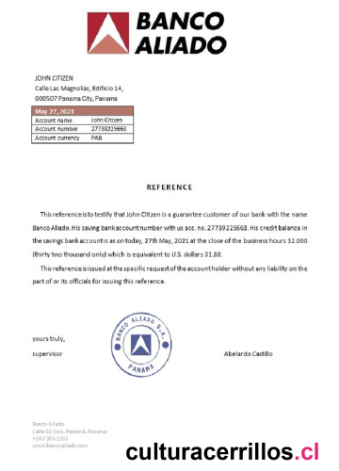 BANCO
ALIADO
JOHN CITIZEN
Calle Las Magnolias, Edificio 14,
000507 Panama City, Panama
May 27, 2021
Account name John Citizen
Account number 27739225663
Account currency PAB
REFERENCE
This reference is to testify that John Citizen is a guarantee customer of our bank with the name
Banco Aliado. His saving bank account number with us acc. no. 27739225663. His credit balance in
the savings bank account is as on today, 27th May, 2021 at the close of the business hours 32.000
(thirty two thousand only) which is equivalent to U.S. dollars 31.88.
This reference is issued at the specific request of the account holder without any liability on the
part of or its officials for issuing this reference.
yours truly,
supervisor
BANCO ALIADO S.A.
PANAMA
Abelardo Castillo
Banco Aliado
Panamá, Panama
www.bancoaliado.com
culturacerrillos.cl